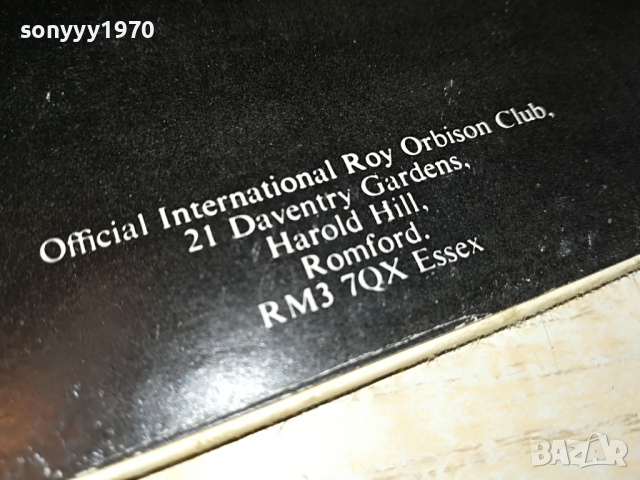 sonyyy1970
Official International Roy Orbison Club,
21 Daventry Gardens,
Harold Hill,
Romford.
RM3 7QX Essex
BAZAR